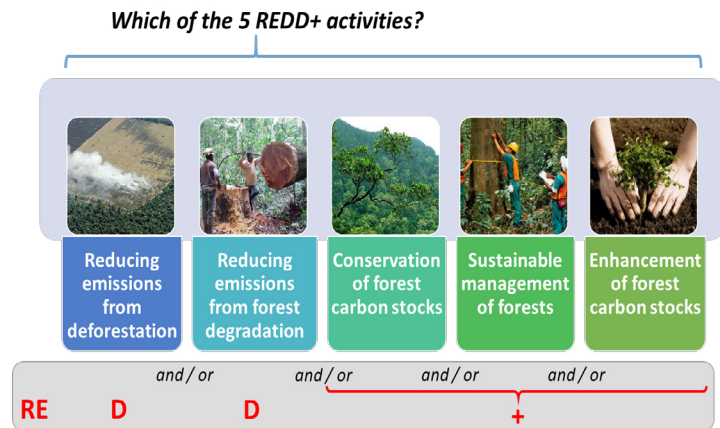 Which of the 5 REDD+ activities?
Reducing
emissions
from
deforestation
Reducing
emissions
from forest
degradation
Conservation
of forest
carbon stocks
Sustainable
management
of forests
Enhancement
of forest
carbon stocks
and / or and / or and / or and / or
RE D D +